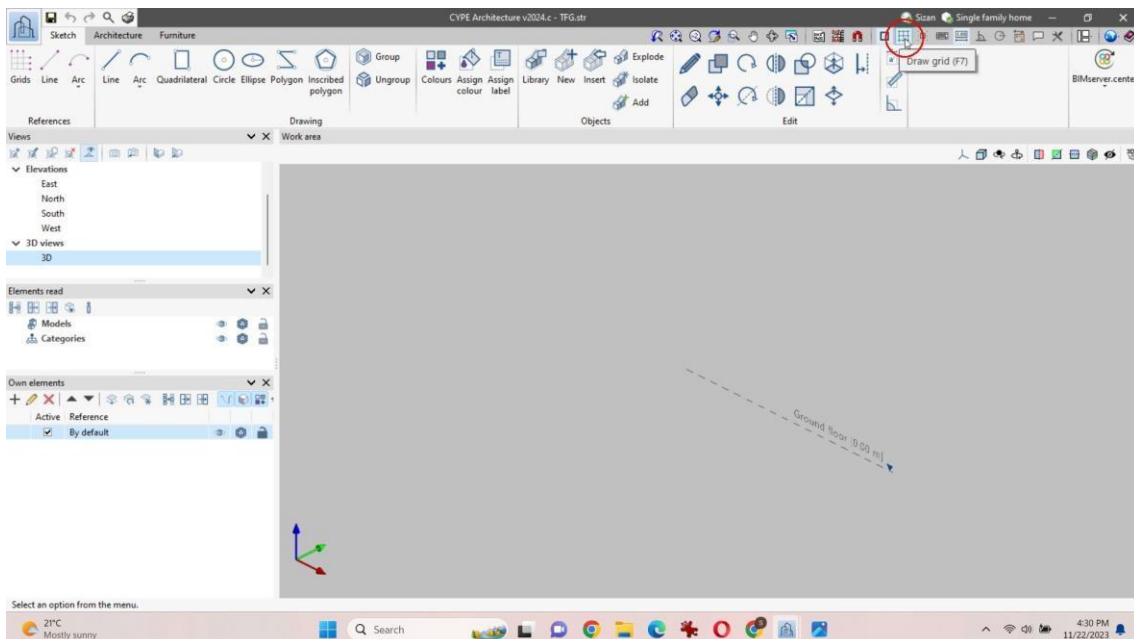 CYPE Architecture v2024.c - TFG.str
Sizan
Single family home
Sketch
Architecture
Furniture
Draw grid (F7)
Grids
Line
Arc
Line
Arc
Quadrilateral
Circle
Ellipse
Polygon
Inscribed
polygon
Group
Ungroup
Colours
Assign
colour
Assign
label
Library
New
Insert
Explode
Isolate
Add
BIMserver.cente
References
Drawing
Objects
Edit
Views
Work area
Elevations
East
North
South
West
3D views
3D
Elements read
Models
Categories
Own elements
Active Reference
By default
Ground floor (0.00 m)
Select an option from the menu.
21°C
Mostly sunny
Search
4:30 PM
11/22/2023